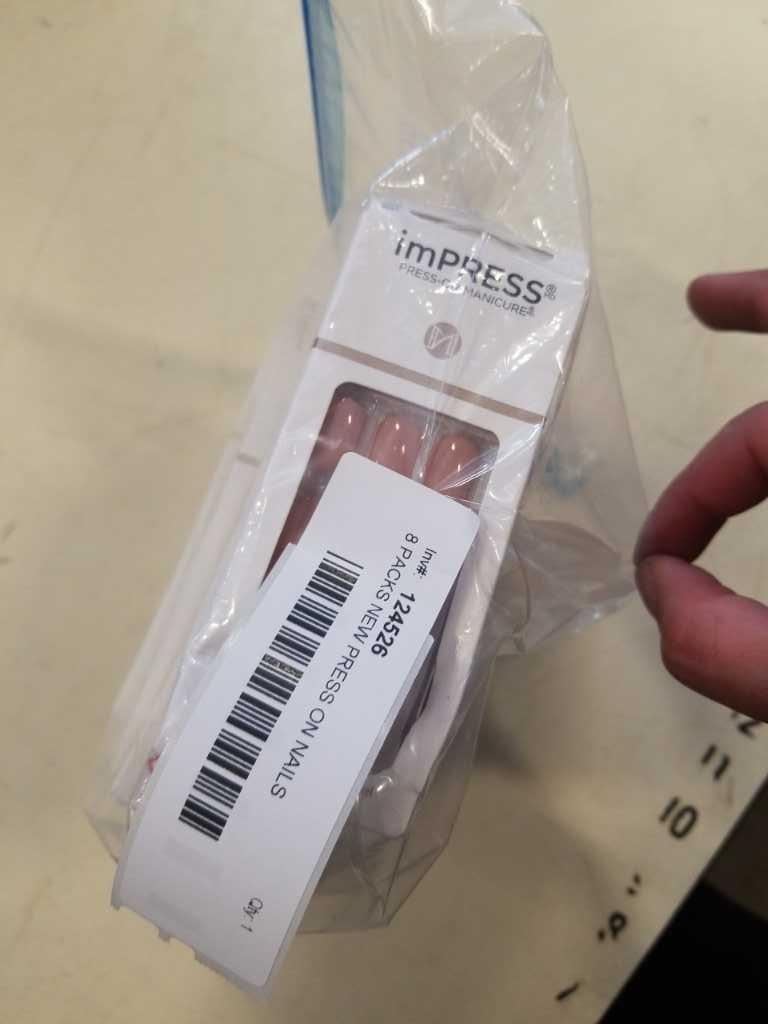 imPRESS®
PRESS-ON MANICURE®
Inv#: 124526
8 PACKS NEW PRESS ON NAILS
Qty: 1
12
11
10